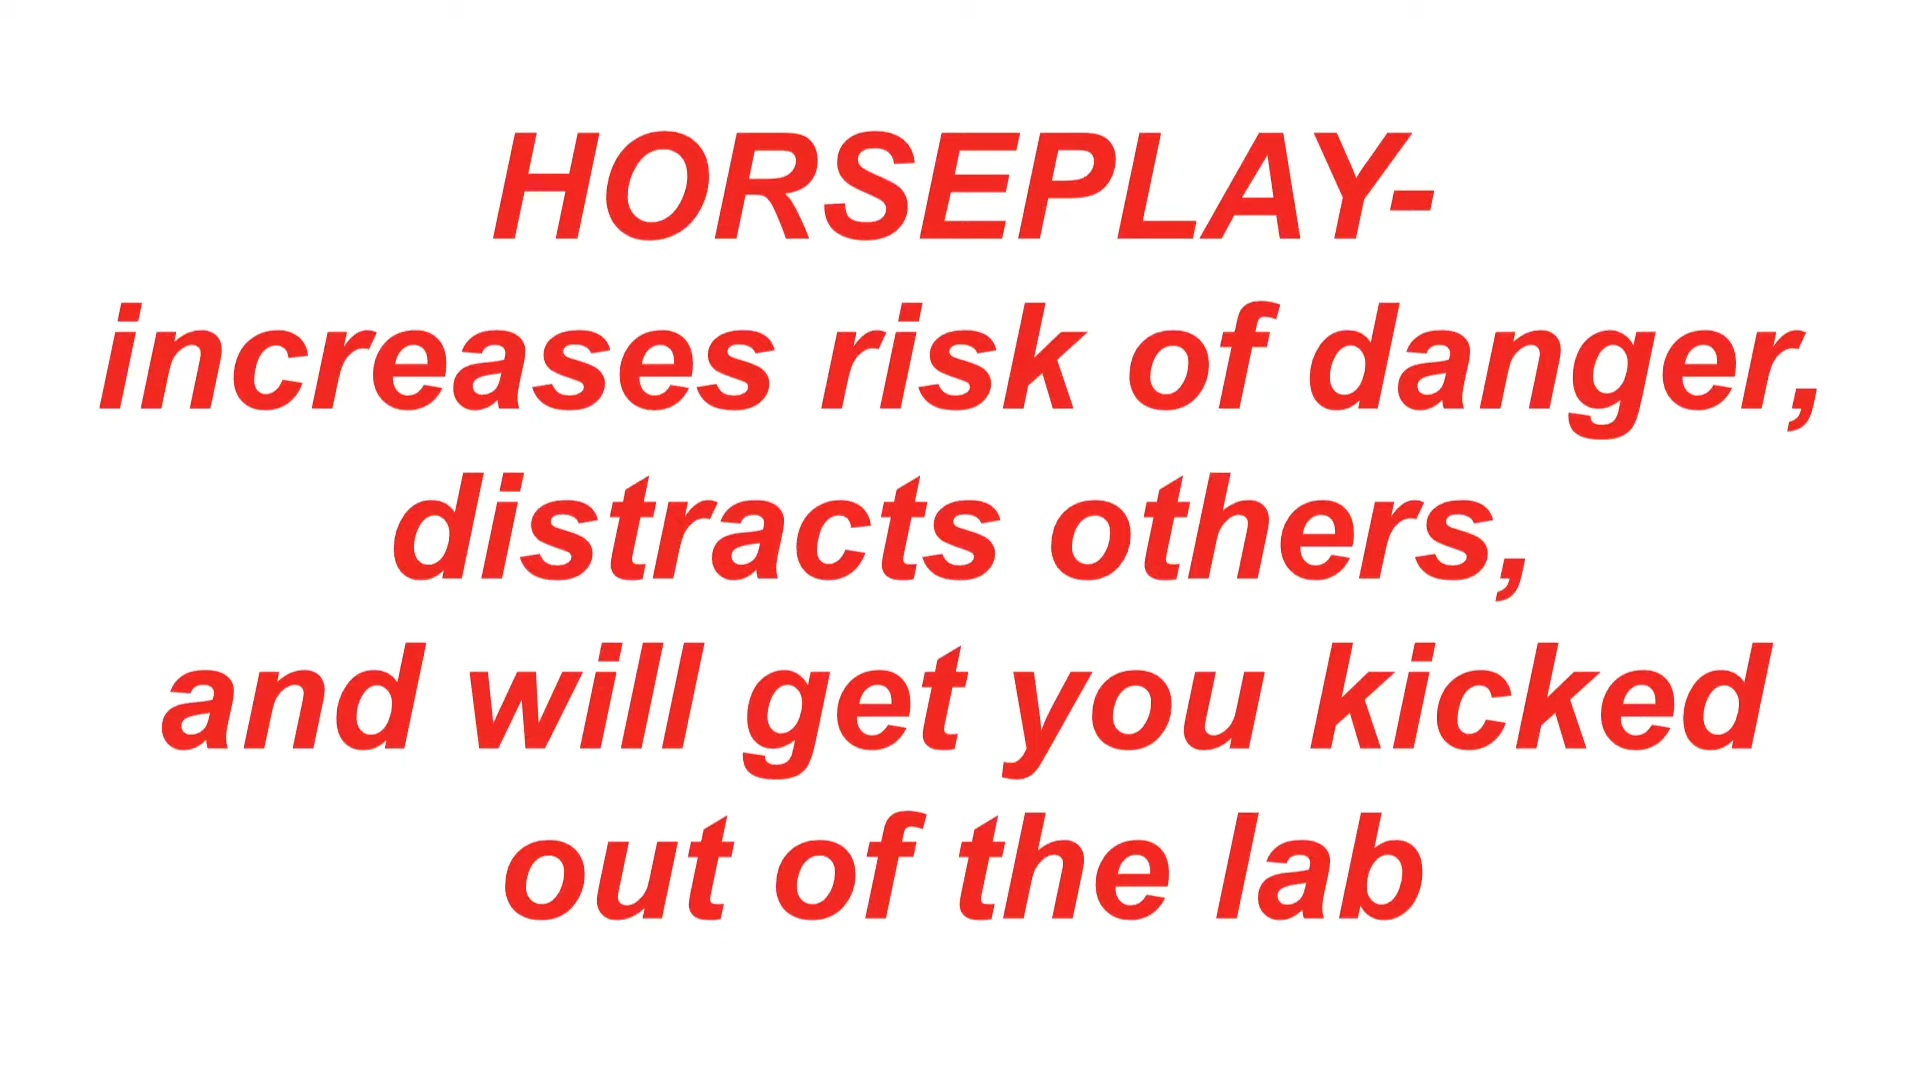 HORSEPLAY-
increases risk of danger,
distracts others,
and will get you kicked
out of the lab